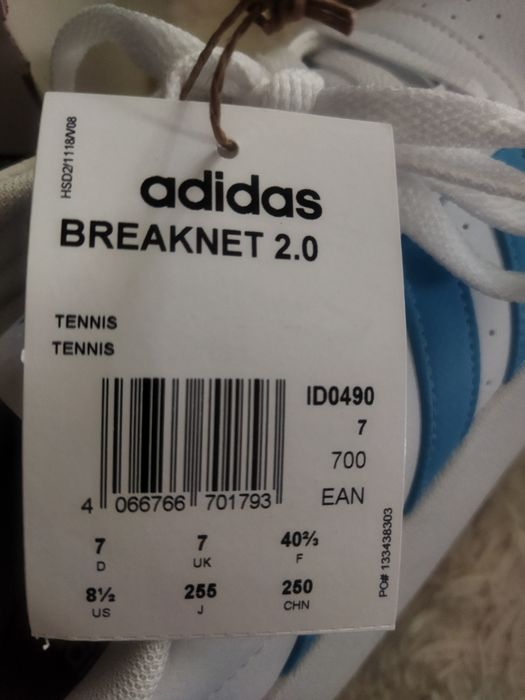 HSD2/1118/V08
adidas
BREAKNET 2.0
TENNIS
TENNIS
ID0490
7
700
EAN
4 066766 701793
7 7 40⅔
D UK F
8½ 255 250
US J CHN
PO# 133438303